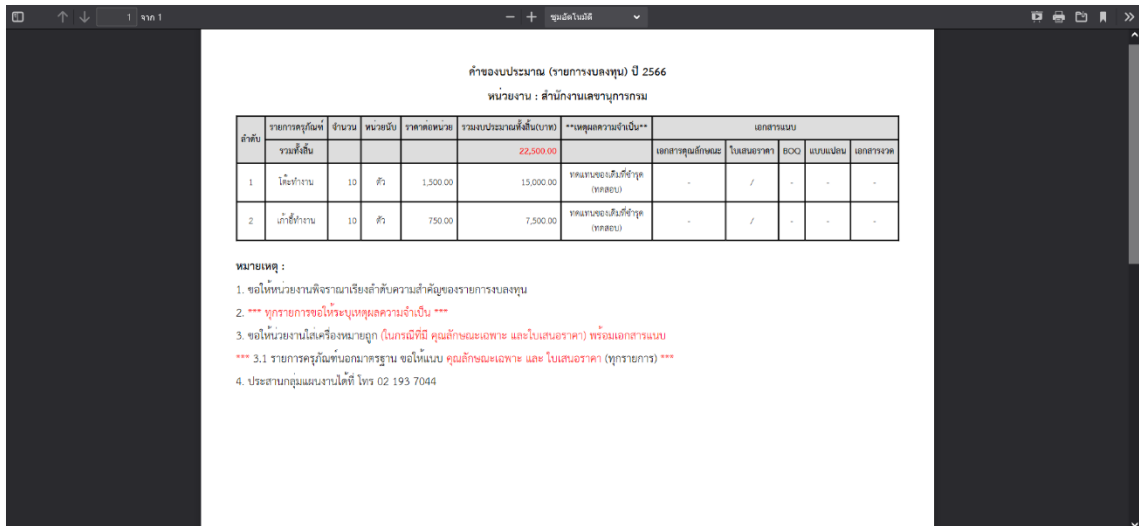 1 จาก 1
ซูมอัตโนมัติ
คำของบประมาณ (รายการงบลงทุน) ปี 2566
หน่วยงาน : สำนักงานเลขานุการกรม
ลำดับ รายการครุภัณฑ์ จำนวน หน่วยนับ ราคาต่อหน่วย รวมงบประมาณทั้งสิ้น(บาท) **เหตุผลความจำเป็น** เอกสารแนบ
รวมทั้งสิ้น 22,500.00 เอกสารคุณลักษณะ ใบเสนอราคา BOQ แบบแปลน เอกสารงวด
1 โต๊ะทำงาน 10 ตัว 1,500.00 15,000.00 ทดแทนของเดิมที่ชำรุด (ทดสอบ) - / - - -
2 เก้าอี้ทำงาน 10 ตัว 750.00 7,500.00 ทดแทนของเดิมที่ชำรุด (ทดสอบ) - / - - -
หมายเหตุ :
1. ขอให้หน่วยงานพิจราณาเรียงลำดับความสำคัญของรายการงบลงทุน
2. *** ทุกรายการขอให้ระบุเหตุผลความจำเป็น ***
3. ขอให้น่วยงานใส่เครื่องหมายถูก (ในกรณีที่มี คุณลักษณะเฉพาะ และใบเสนอราคา) พร้อมเอกสารแนบ
*** 3.1 รายการครุภัณฑ์นอกมาตรฐาน ขอให้แนบ คุณลักษณะเฉพาะ และ ใบเสนอราคา (ทุกรายการ) ***
4. ประสานกลุ่มแผนงานได้ที่ โทร 02 193 7044